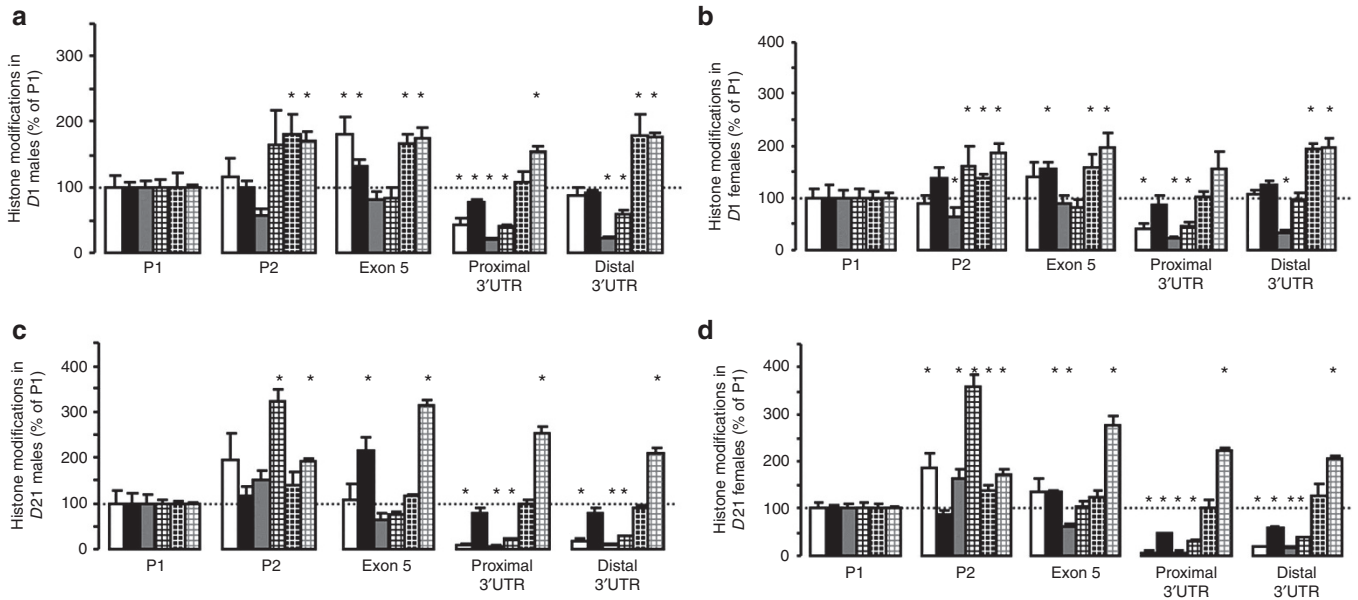 a
Histone modifications in
D1 males (% of P1)
300
200
100
0
* * * * * * * * * * * * * * *
P1
P2
Exon 5
Proximal
3′UTR
Distal
3′UTR
b
Histone modifications in
D1 females (% of P1)
400
300
200
100
0
* * * * * * * * * * * * *
P1
P2
Exon 5
Proximal
3′UTR
Distal
3′UTR
c
Histone modifications in
D21 males (% of P1)
400
300
200
100
0
* * * * * * * * * * * *
P1
P2
Exon 5
Proximal
3′UTR
Distal
3′UTR
d
Histone modifications in
D21 females (% of P1)
400
300
200
100
0
* * * * * * * * * * * * * * * * * *
P1
P2
Exon 5
Proximal
3′UTR
Distal
3′UTR